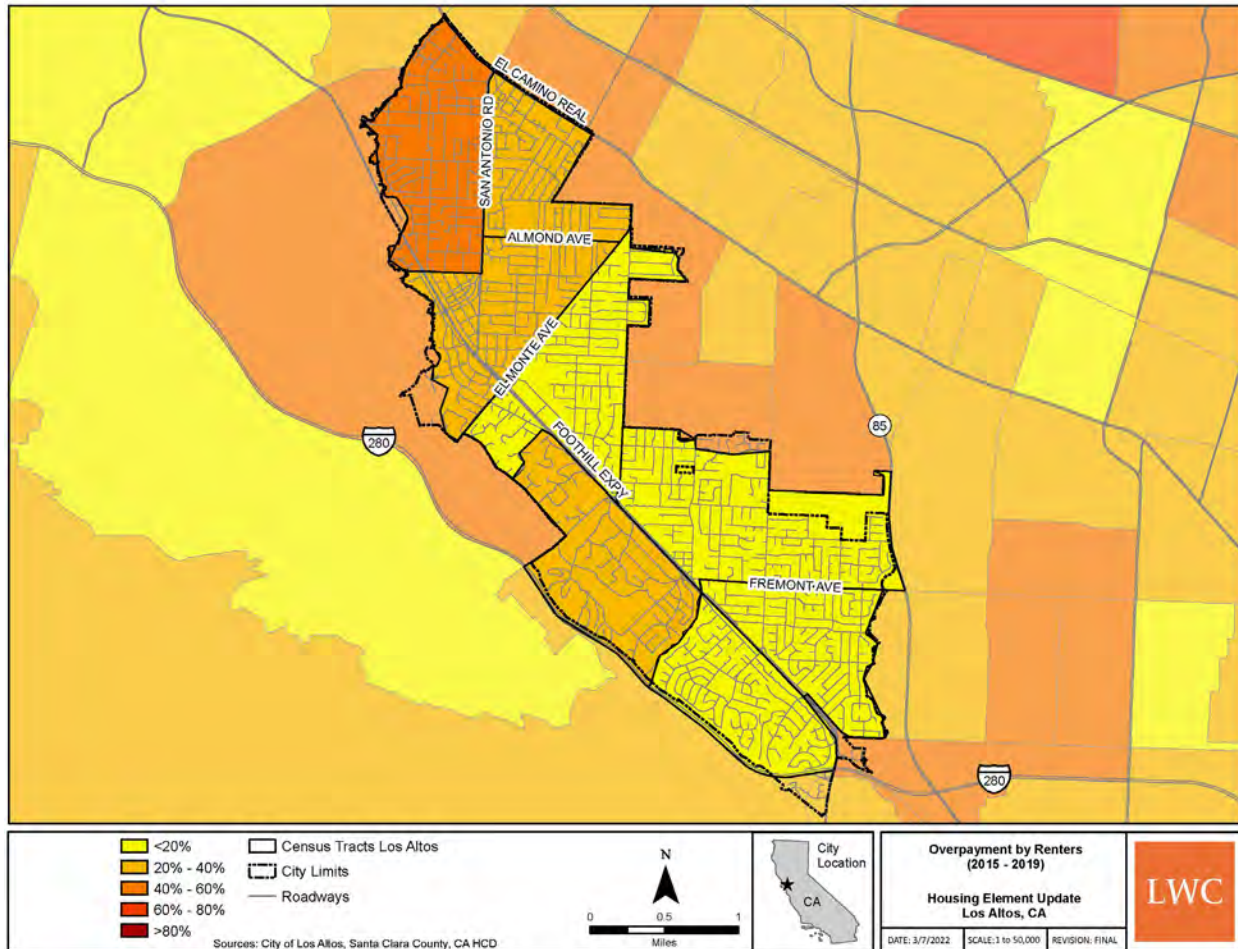 EL CAMINO REAL
SAN ANTONIO RD
ALMOND AVE
EL MONTE AVE
FOOTHILL EXPY
FREMONT AVE
280
85
280
<20%
20% - 40%
40% - 60%
60% - 80%
>80%
Census Tracts Los Altos
City Limits
Roadways
Sources: City of Los Altos, Santa Clara County, CA HCD
N
0 0.5 1
Miles
City
Location
CA
Overpayment by Renters
(2015 - 2019)
Housing Element Update
Los Altos, CA
DATE: 3/7/2022
SCALE: 1 to 50,000
REVISION: FINAL
LWC